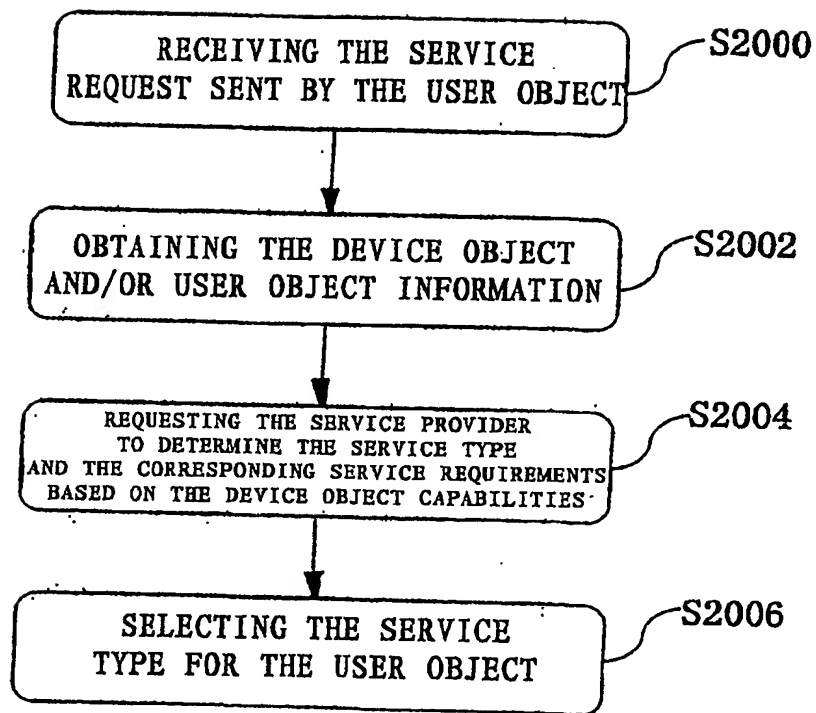 RECEIVING THE SERVICE
REQUEST SENT BY THE USER OBJECT
S2000
OBTAINING THE DEVICE OBJECT
AND/OR USER OBJECT INFORMATION
S2002
REQUESTING THE SERVICE PROVIDER
TO DETERMINE THE SERVICE TYPE
AND THE CORRESPONDING SERVICE REQUIREMENTS
BASED ON THE DEVICE OBJECT CAPABILITIES
S2004
SELECTING THE SERVICE
TYPE FOR THE USER OBJECT
S2006